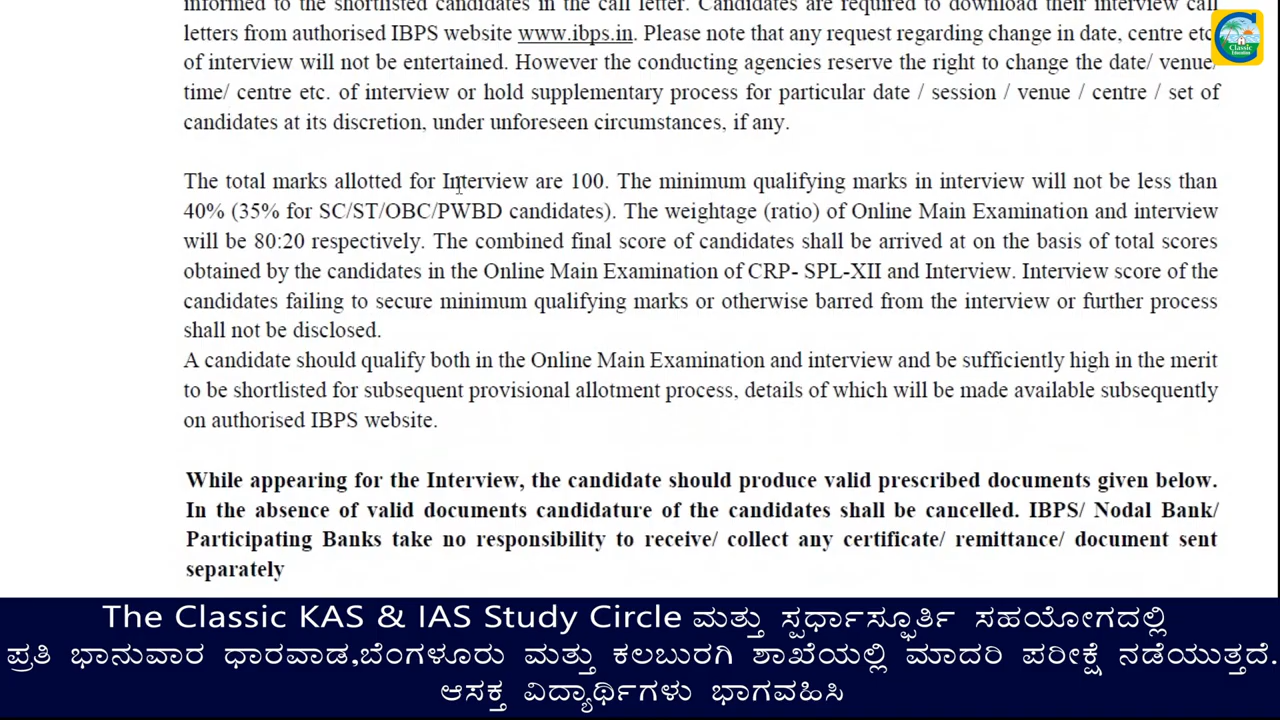 informed to the shortlisted candidates in the call letter. Candidates are required to download their interview call
letters from authorised IBPS website www.ibps.in. Please note that any request regarding change in date, centre etc
of interview will not be entertained. However the conducting agencies reserve the right to change the date/ venue/
time/ centre etc. of interview or hold supplementary process for particular date / session / venue / centre / set of
candidates at its discretion, under unforeseen circumstances, if any.
The total marks allotted for Interview are 100. The minimum qualifying marks in interview will not be less than
40% (35% for SC/ST/OBC/PWBD candidates). The weightage (ratio) of Online Main Examination and interview
will be 80:20 respectively. The combined final score of candidates shall be arrived at on the basis of total scores
obtained by the candidates in the Online Main Examination of CRP- SPL-XII and Interview. Interview score of the
candidates failing to secure minimum qualifying marks or otherwise barred from the interview or further process
shall not be disclosed.
A candidate should qualify both in the Online Main Examination and interview and be sufficiently high in the merit
to be shortlisted for subsequent provisional allotment process, details of which will be made available subsequently
on authorised IBPS website.
While appearing for the Interview, the candidate should produce valid prescribed documents given below.
In the absence of valid documents candidature of the candidates shall be cancelled. IBPS/ Nodal Bank/
Participating Banks take no responsibility to receive/ collect any certificate/ remittance/ document sent
separately
Classic
Education
The Classic KAS & IAS Study Circle ಮತ್ತು ಸ್ಪರ್ಧಾಸ್ಫೂರ್ತಿ ಸಹಯೋಗದಲ್ಲಿ
ಪ್ರತಿ ಭಾನುವಾರ ಧಾರವಾಡ,ಬೆಂಗಳೂರು ಮತ್ತು ಕಲಬುರಗಿ ಶಾಖೆಯಲ್ಲಿ ಮಾದರಿ ಪರೀಕ್ಷೆ ನಡೆಯುತ್ತದೆ.
ಆಸಕ್ತ ವಿದ್ಯಾರ್ಥಿಗಳು ಭಾಗವಹಿಸಿ